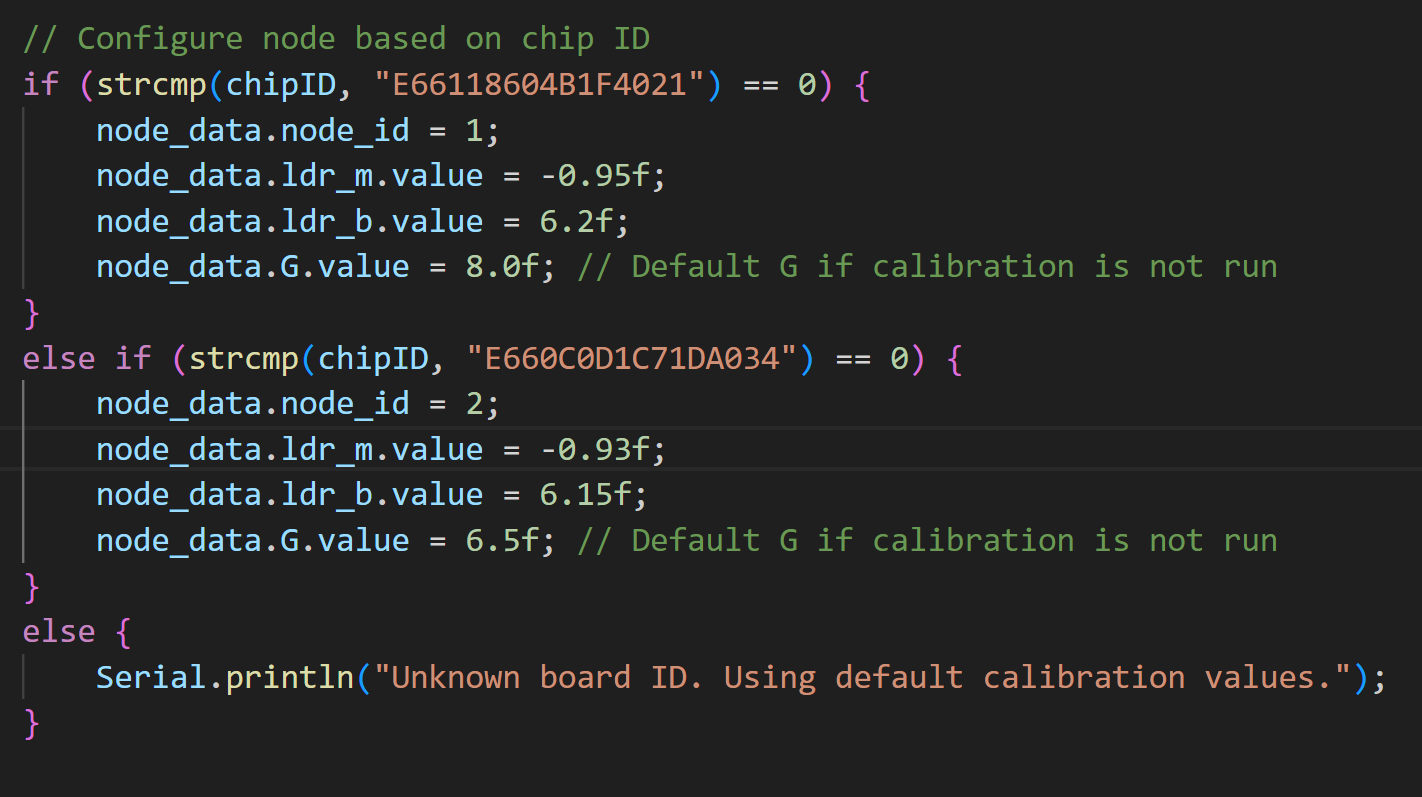 // Configure node based on chip ID
if (strcmp(chipID, "E66118604B1F4021") == 0) {
    node_data.node_id = 1;
    node_data.ldr_m.value = -0.95f;
    node_data.ldr_b.value = 6.2f;
    node_data.G.value = 8.0f; // Default G if calibration is not run
}
else if (strcmp(chipID, "E660C0D1C71DA034") == 0) {
    node_data.node_id = 2;
    node_data.ldr_m.value = -0.93f;
    node_data.ldr_b.value = 6.15f;
    node_data.G.value = 6.5f; // Default G if calibration is not run
}
else {
    Serial.println("Unknown board ID. Using default calibration values.");
}